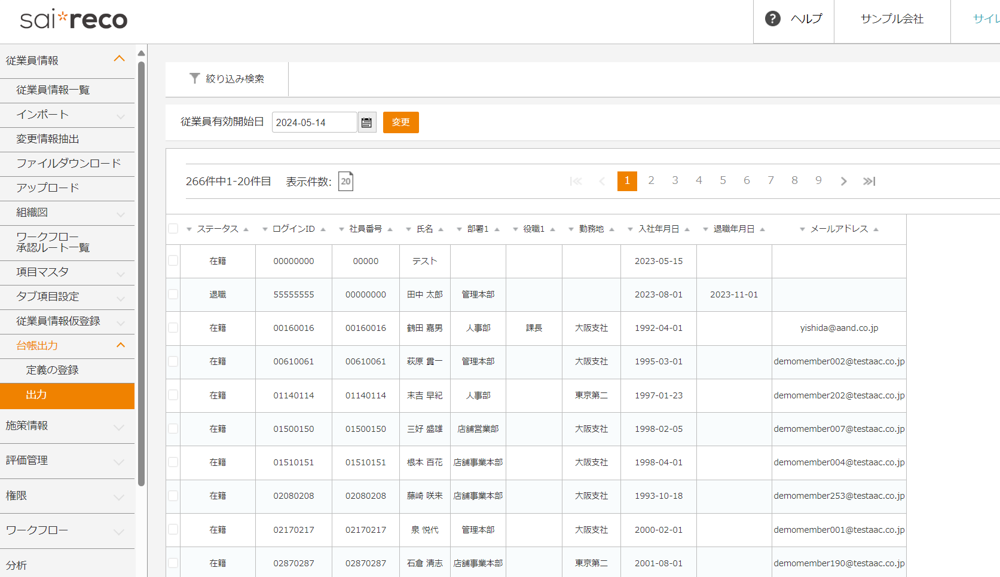 sai*reco
ヘルプ
サンプル会社
サイレ
従業員情報
従業員情報一覧
インポート
変更情報抽出
ファイルダウンロード
アップロード
組織図
ワークフロー
承認ルート一覧
項目マスタ
タブ項目設定
従業員情報仮登録
台帳出力
定義の登録
出力
施策情報
評価管理
権限
ワークフロー
分析
絞り込み検索
従業員有効開始日 2024-05-14 変更
266件中1-20件目 表示件数: 20 1 2 3 4 5 6 7 8 9
ステータス ログインID 社員番号 氏名 部署1 役職1 勤務地 入社年月日 退職年月日 メールアドレス
在籍 00000000 00000 テスト 2023-05-15
退職 55555555 00000000 田中 太郎 管理本部 2023-08-01 2023-11-01
在籍 00160016 00160016 鶴田 嘉男 人事部 課長 大阪支社 1992-04-01 yishida@aand.co.jp
在籍 00610061 00610061 萩原 貫一 管理本部 大阪支社 1995-03-01 demomember002@testaac.co.jp
在籍 01140114 01140114 末吉 早紀 人事部 東京第二 1997-01-23 demomember202@testaac.co.jp
在籍 01500150 01500150 三好 盛雄 店舗営業部 大阪支社 1998-02-05 demomember007@testaac.co.jp
在籍 01510151 01510151 根本 百花 店舗事業本部 大阪支社 1998-04-01 demomember004@testaac.co.jp
在籍 02080208 02080208 藤崎 咲来 店舗事業本部 大阪支社 1993-10-18 demomember253@testaac.co.jp
在籍 02170217 02170217 泉 悦代 管理本部 大阪支社 2000-02-01 demomember001@testaac.co.jp
在籍 02870287 02870287 石倉 清志 店舗事業本部 東京第二 2001-08-01 demomember190@testaac.co.jp